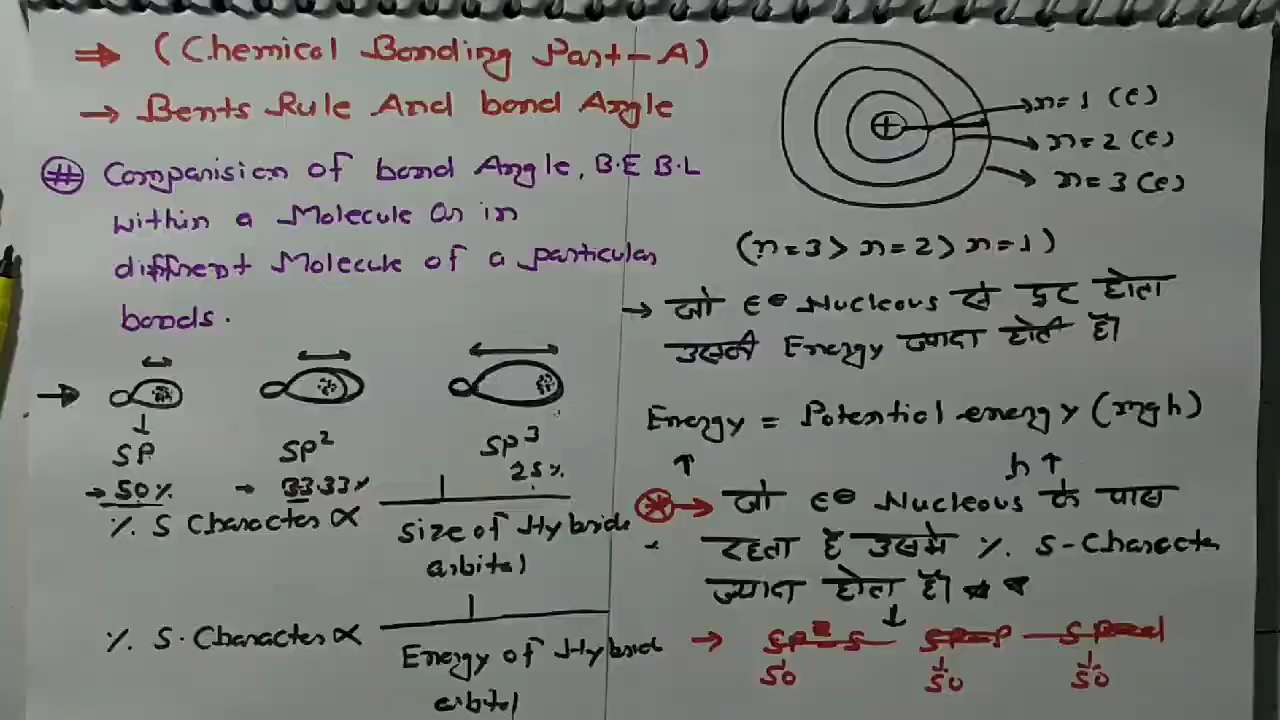 ⇒ (Chemical Bonding Part-A)
→ Bents Rule And bond Angle
# Comparision of bond Angle, B.E B.L
within a Molecule or in
different Molecule of a particular
bonds.
SP SP² SP³
→ 50% → 33.33% 25%
% S Character ∝ 1 / Size of Hybride
orbital
% S. Character ∝ 1 / Energy of Hybrid
orbital
+ → n=1 (e)
→ n=2 (e)
→ n=3 (e)
(n=3 > n=2 > n=1)
→ जो e⊖ Nucleous से दुर होता
उसकी Energy ज्यादा होती है।
Energy = Potential energy (mgh)
↑ h↑
→ जो e⊖ Nucleous के पास
रहता है उसमे % S-Character
ज्यादा होता है।
50 50 50